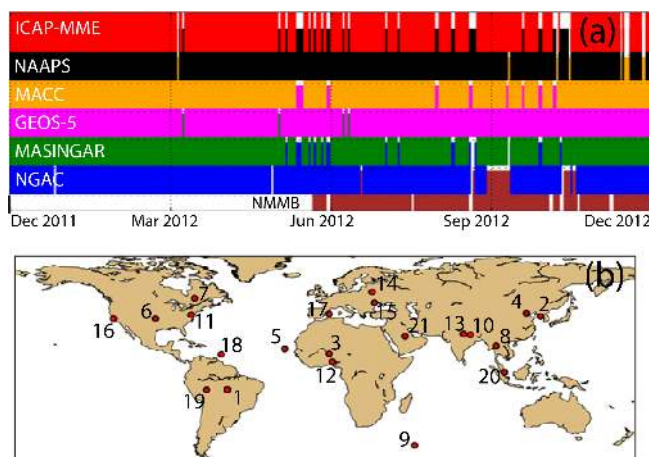 ICAP-MME (a)
NAAPS
MACC
GEOS-5
MASINGAR
NGAC
NMMB
Dec 2011 Mar 2012 Jun 2012 Sep 2012 Dec 2012
(b)
7 14
16 6 11 17 15 4 2
5 3 21 13 10 8
18 12
19 1 20
9